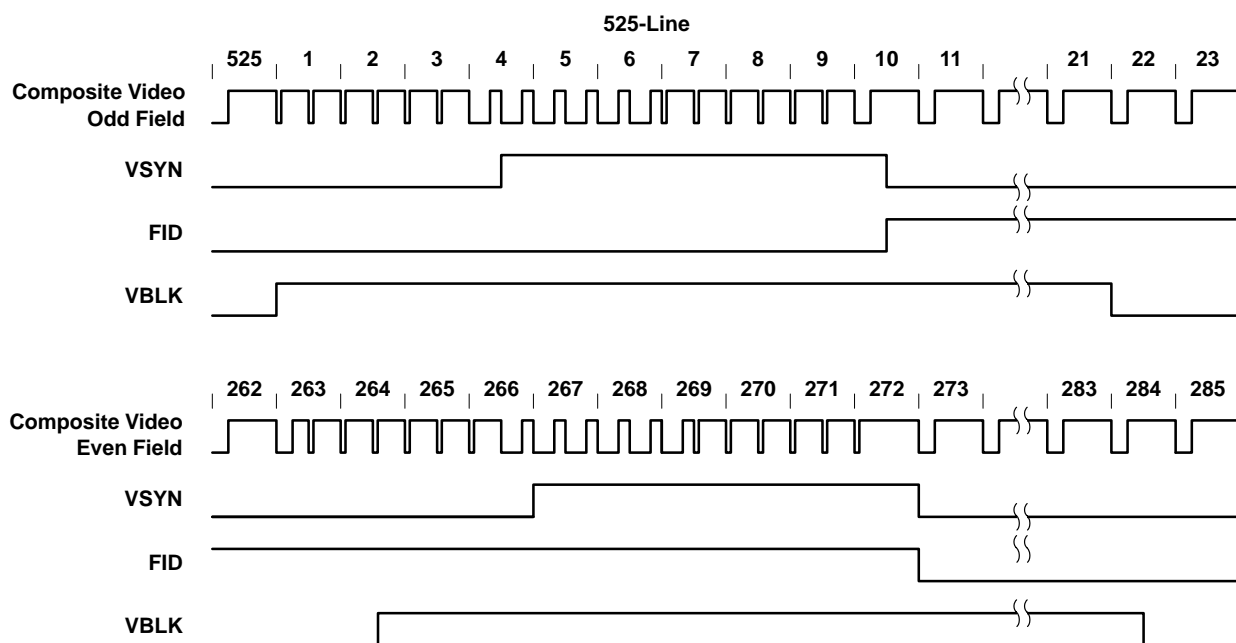 525-Line
525 1 2 3 4 5 6 7 8 9 10 11 21 22 23
Composite Video
Odd Field
VSYN
FID
VBLK
262 263 264 265 266 267 268 269 270 271 272 273 283 284 285
Composite Video
Even Field
VSYN
FID
VBLK